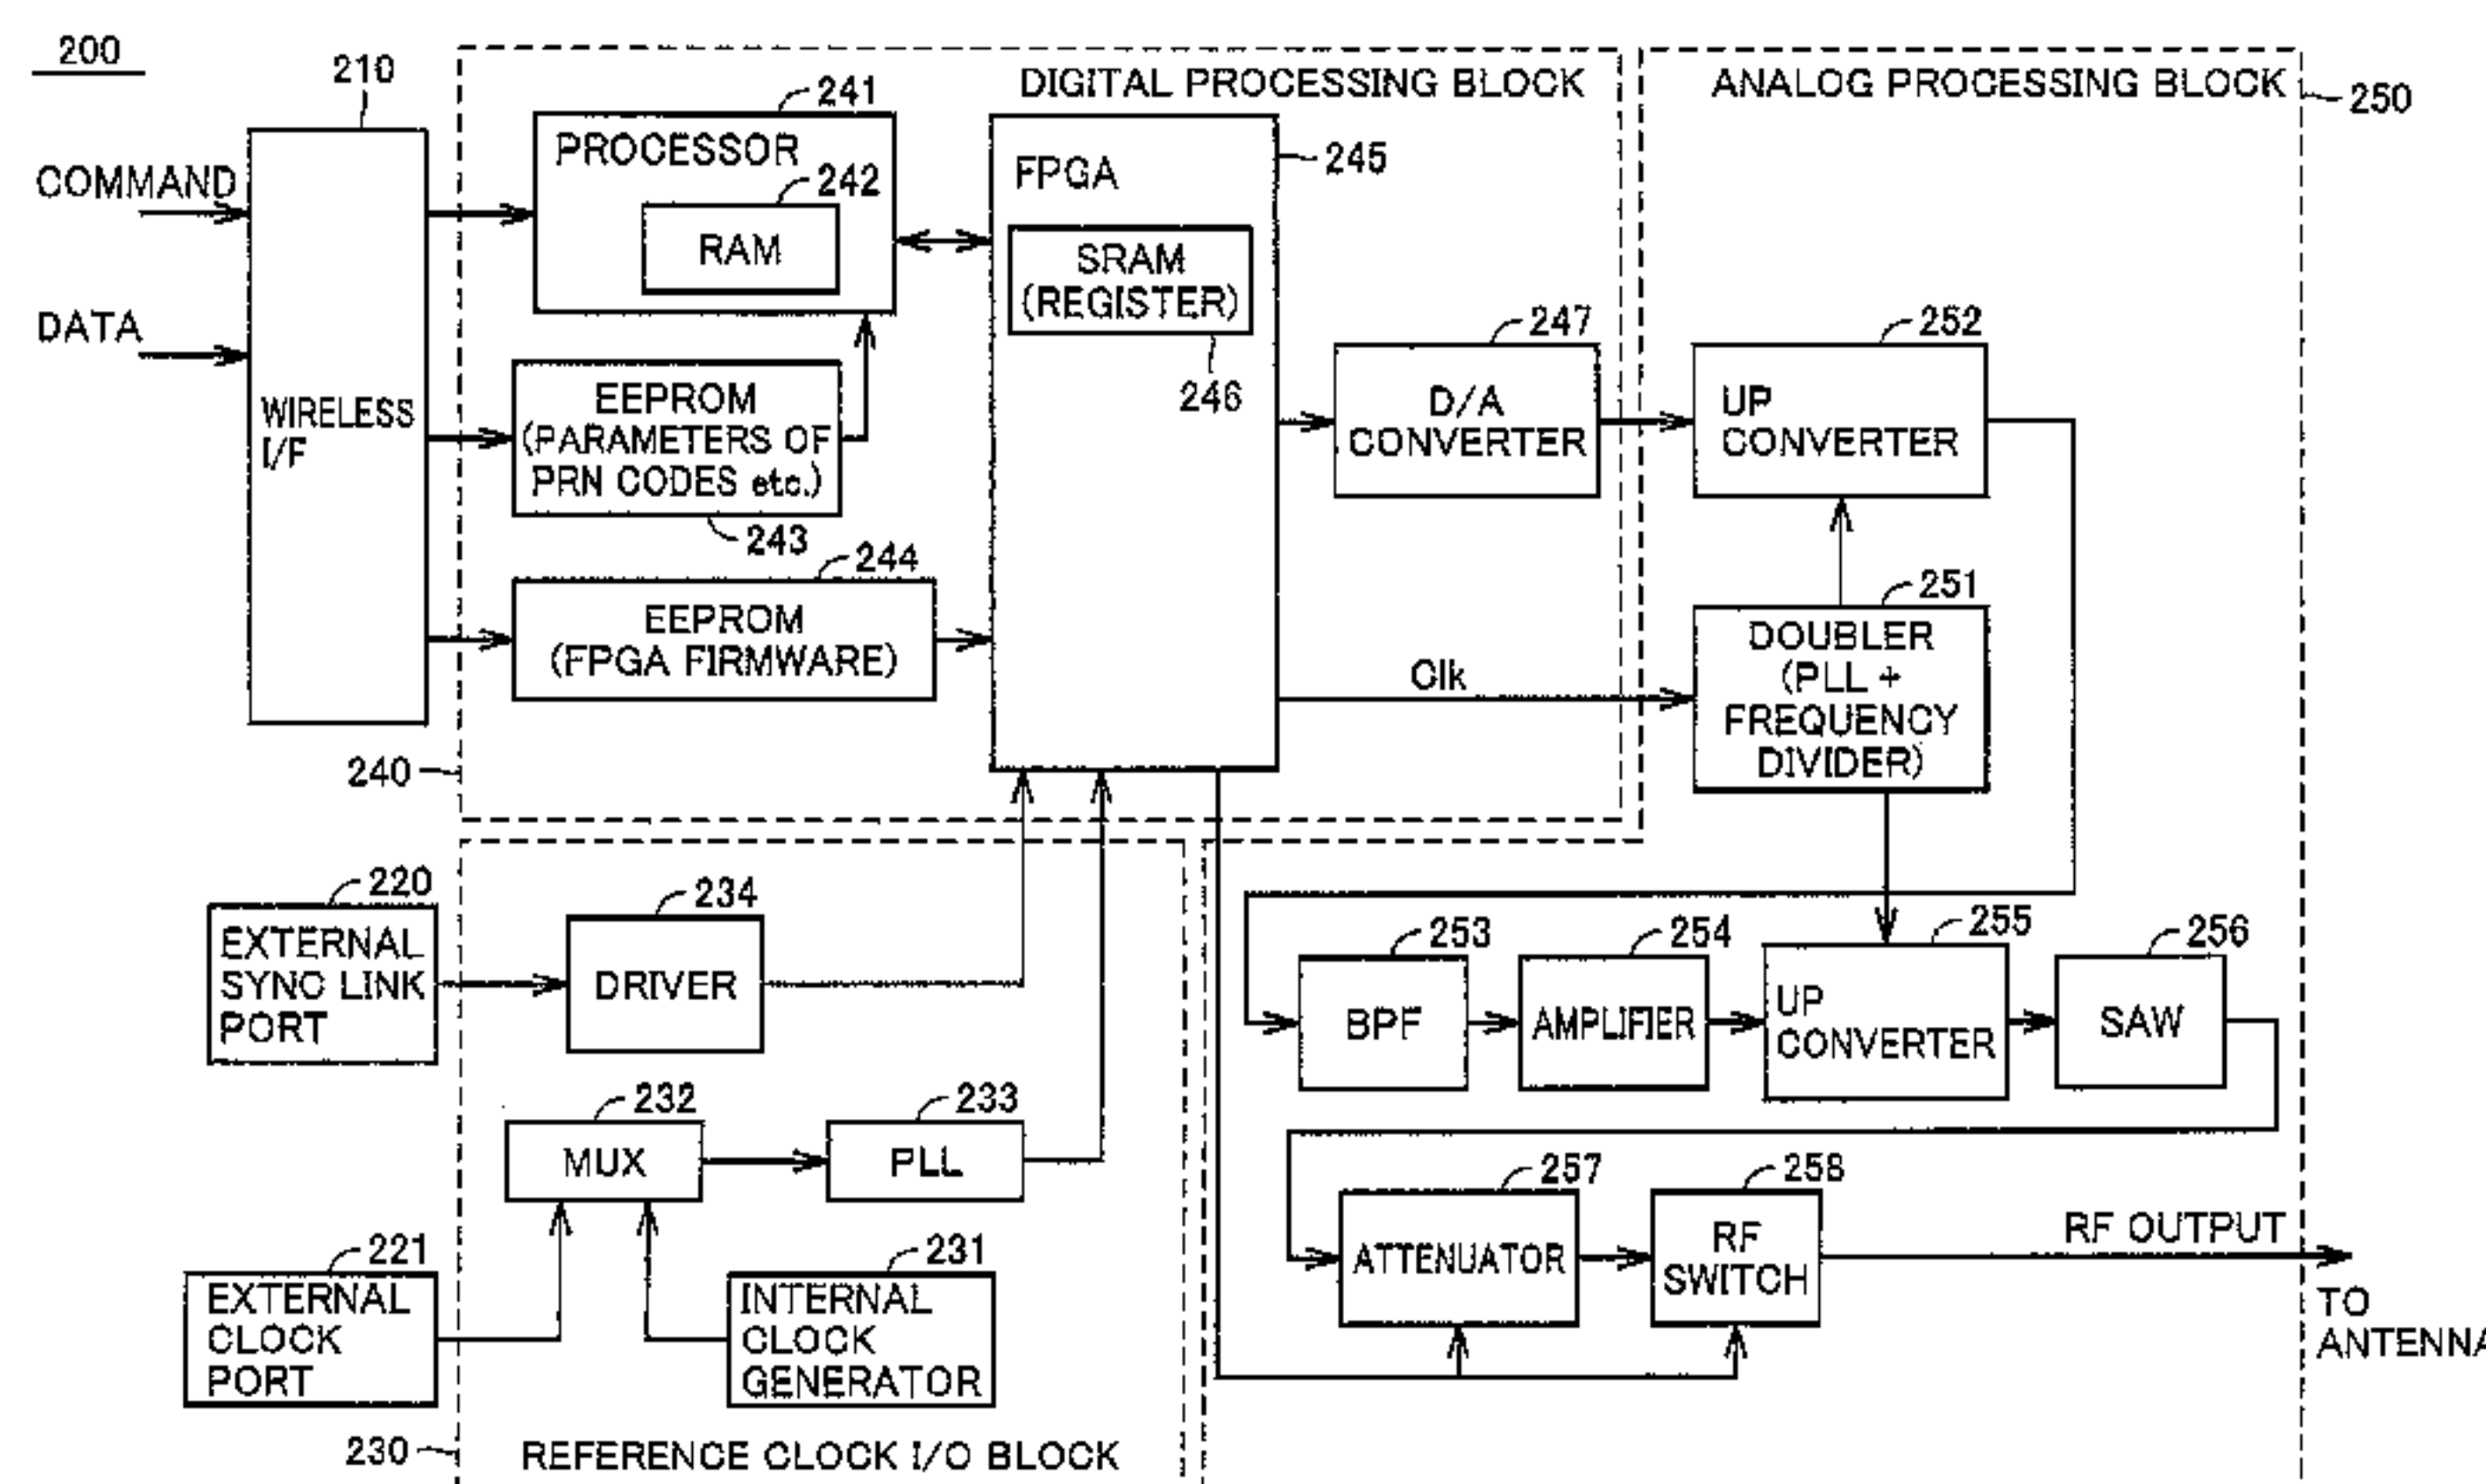 200
210
COMMAND
DATA
WIRELESS
I/F
DIGITAL PROCESSING BLOCK
241
PROCESSOR
242
RAM
EEPROM
(PARAMETERS OF
PRN CODES etc.)
243
244
EEPROM
(FPGA FIRMWARE)
240
FPGA
245
SRAM
(REGISTER)
246
247
D/A
CONVERTER
Clk
ANALOG PROCESSING BLOCK
250
252
UP
CONVERTER
251
DOUBLER
(PLL +
FREQUENCY
DIVIDER)
220
EXTERNAL
SYNC LINK
PORT
234
DRIVER
232
MUX
233
PLL
221
EXTERNAL
CLOCK
PORT
231
INTERNAL
CLOCK
GENERATOR
230
REFERENCE CLOCK I/O BLOCK
253
BPF
254
AMPLIFIER
255
UP
CONVERTER
256
SAW
257
ATTENUATOR
258
RF
SWITCH
RF OUTPUT
TO
ANTENNA